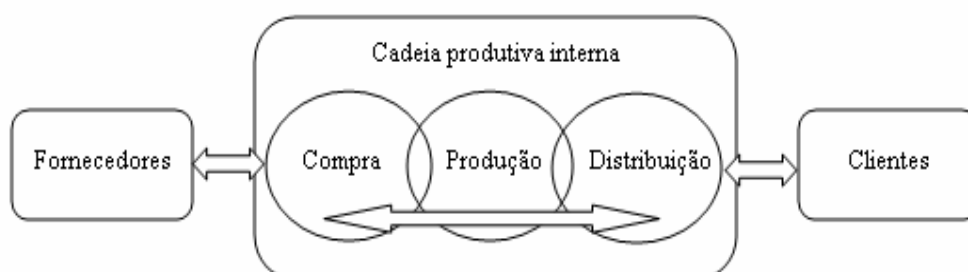 Cadeia produtiva interna
Fornecedores
Compra
Produção
Distribuição
Clientes